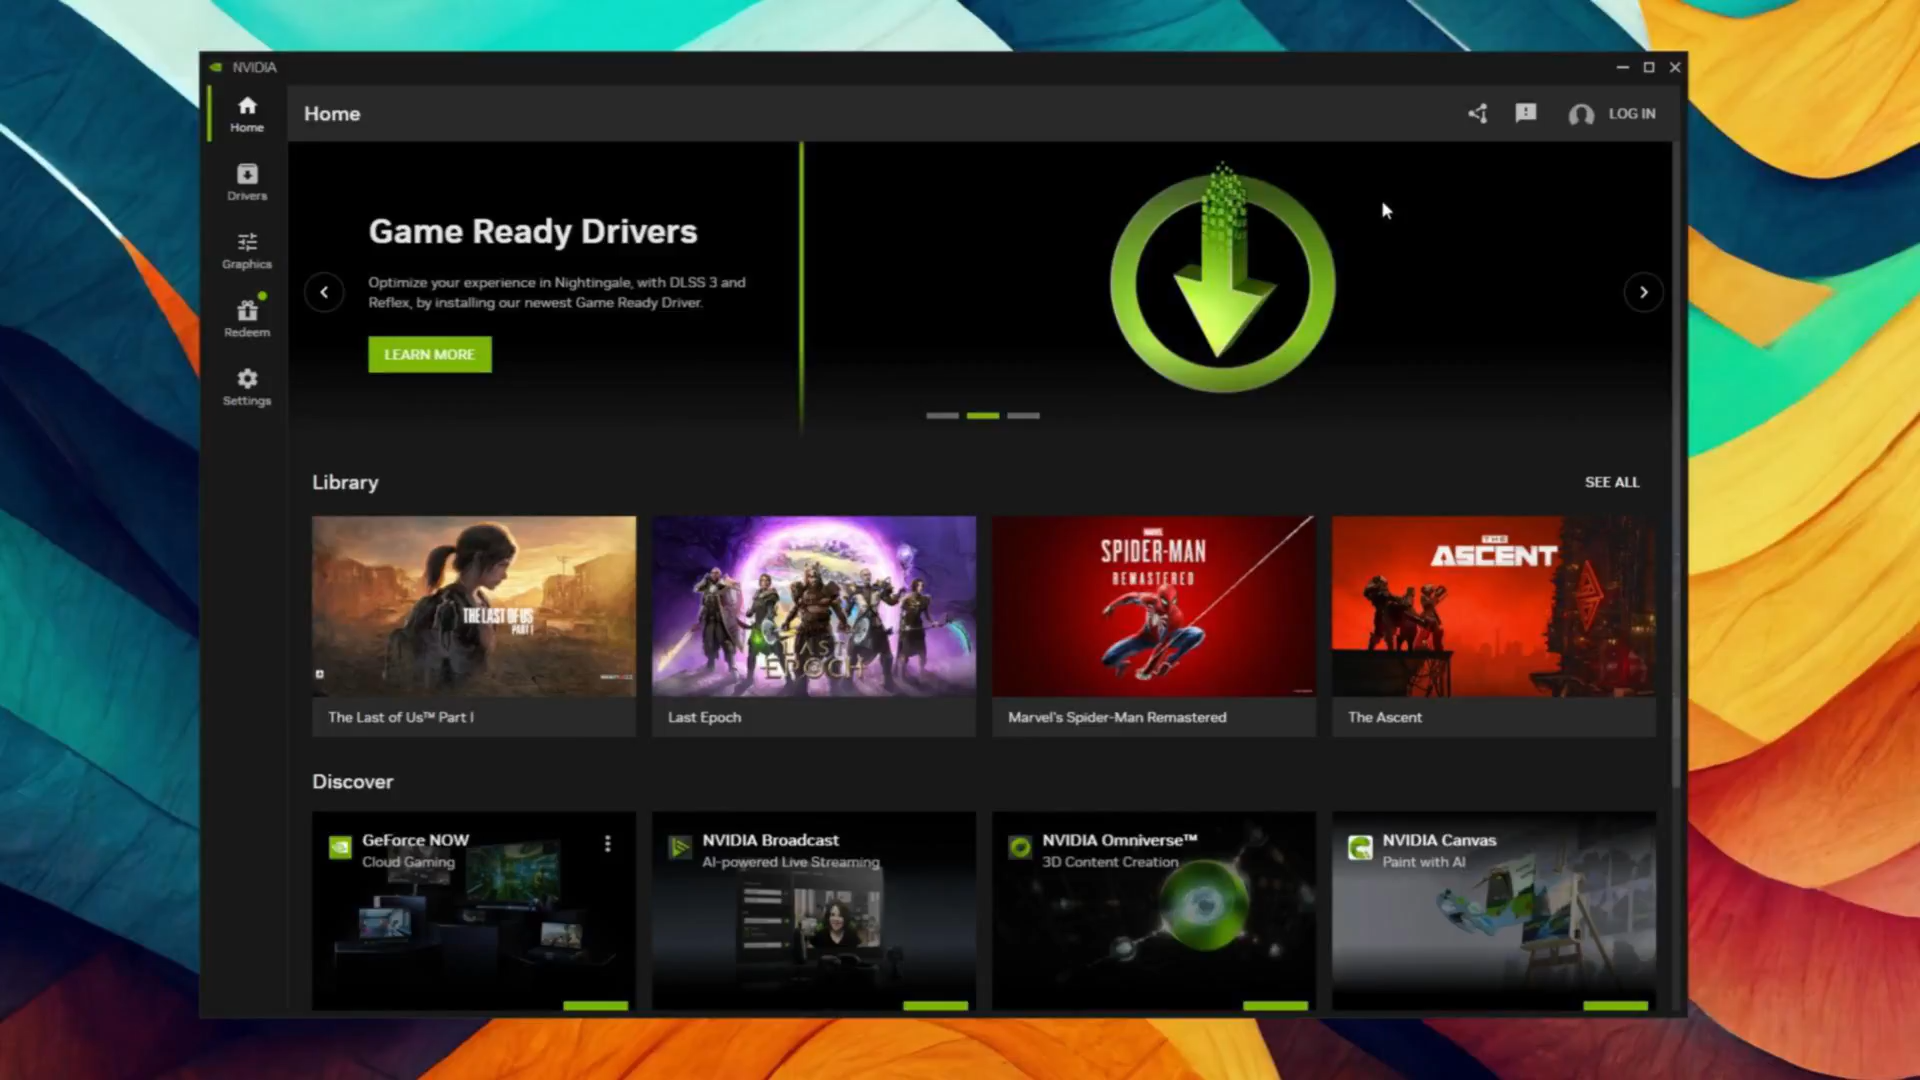 NVIDIA
Home
Drivers
Graphics
Redeem
Settings
Home
LOG IN
Game Ready Drivers
Optimize your experience in Nightingale, with DLSS 3 and
Reflex, by installing our newest Game Ready Driver.
LEARN MORE
Library
SEE ALL
THE LAST OF US
PART I
LAST
EPOCH
MARVEL
SPIDER-MAN
REMASTERED
THE
ASCENT
The Last of Us™ Part I
Last Epoch
Marvel's Spider-Man Remastered
The Ascent
Discover
GeForce NOW
Cloud Gaming
NVIDIA Broadcast
AI-powered Live Streaming
NVIDIA Omniverse™
3D Content Creation
NVIDIA Canvas
Paint with AI